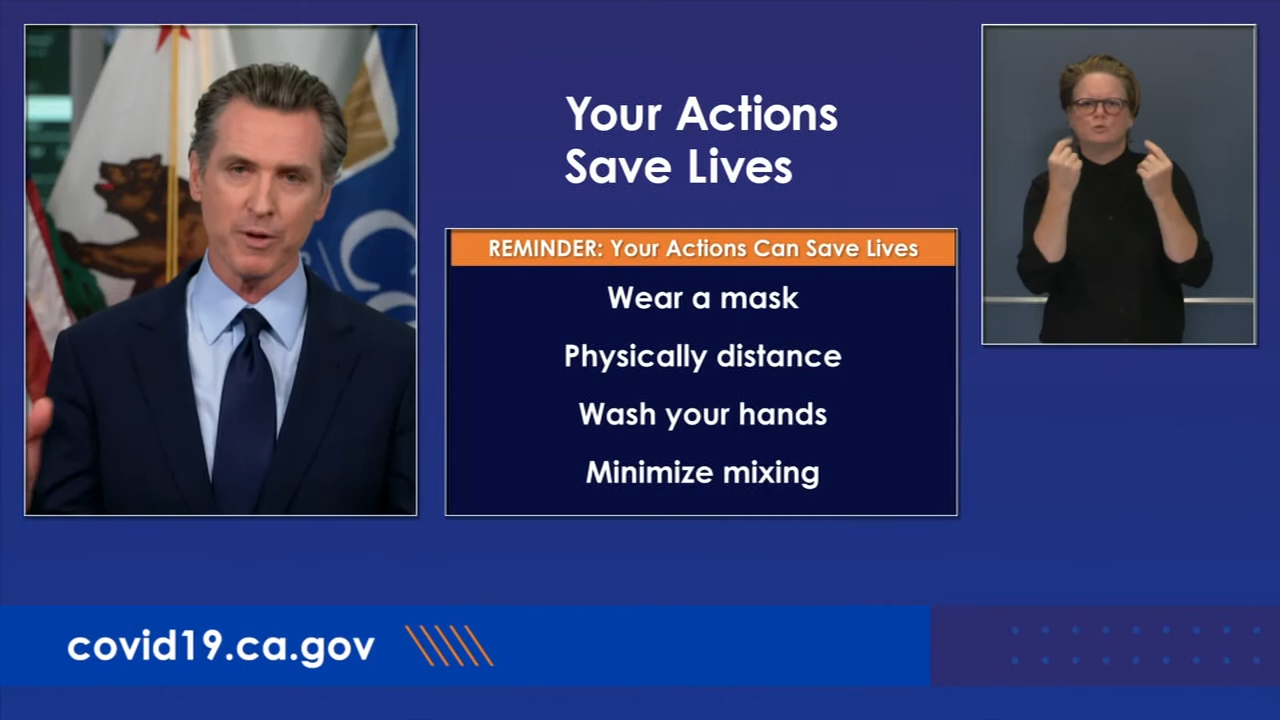 Your Actions
Save Lives
REMINDER: Your Actions Can Save Lives
Wear a mask
Physically distance
Wash your hands
Minimize mixing
covid19.ca.gov